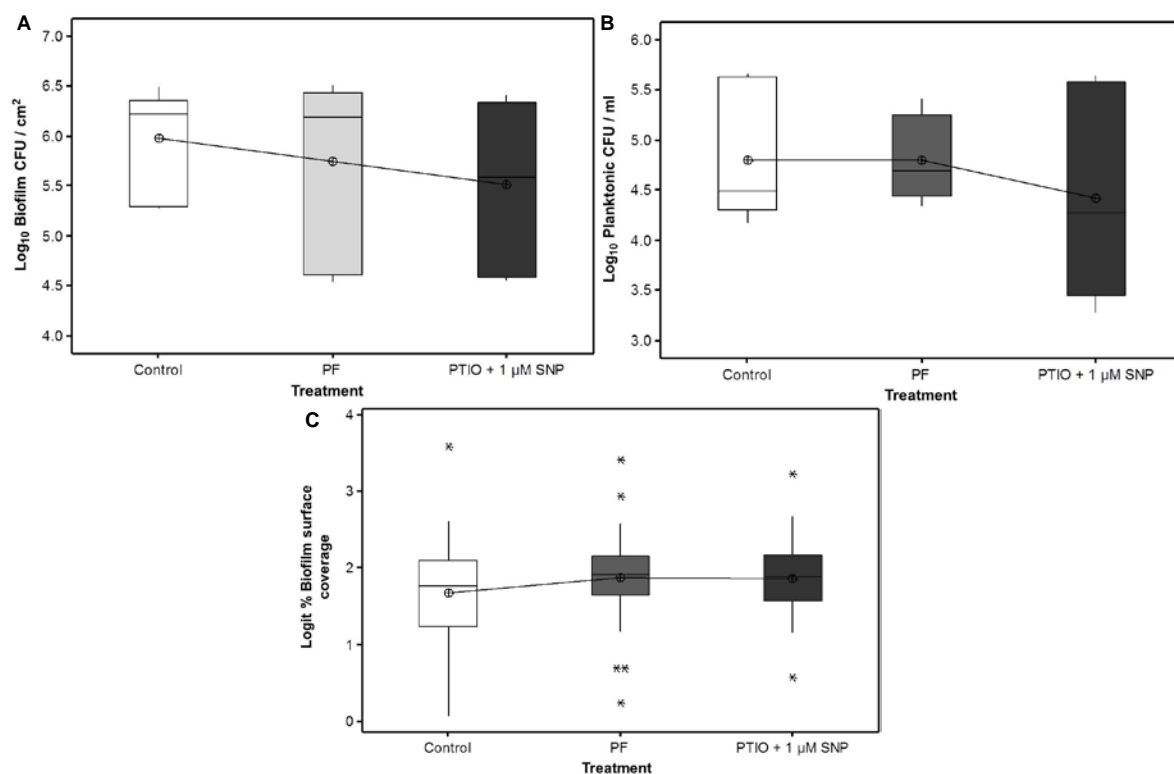 A
Log10 Biofilm CFU / cm2
7.0
6.5
6.0
5.5
5.0
4.5
4.0
Control
PF
PTIO + 1 µM SNP
Treatment
B
Log10 Planktonic CFU / ml
6.0
5.5
5.0
4.5
4.0
3.5
3.0
Control
PF
PTIO + 1 µM SNP
Treatment
C
Logit % Biofilm surface
coverage
4
3
2
1
0
Control
PF
PTIO + 1 µM SNP
Treatment